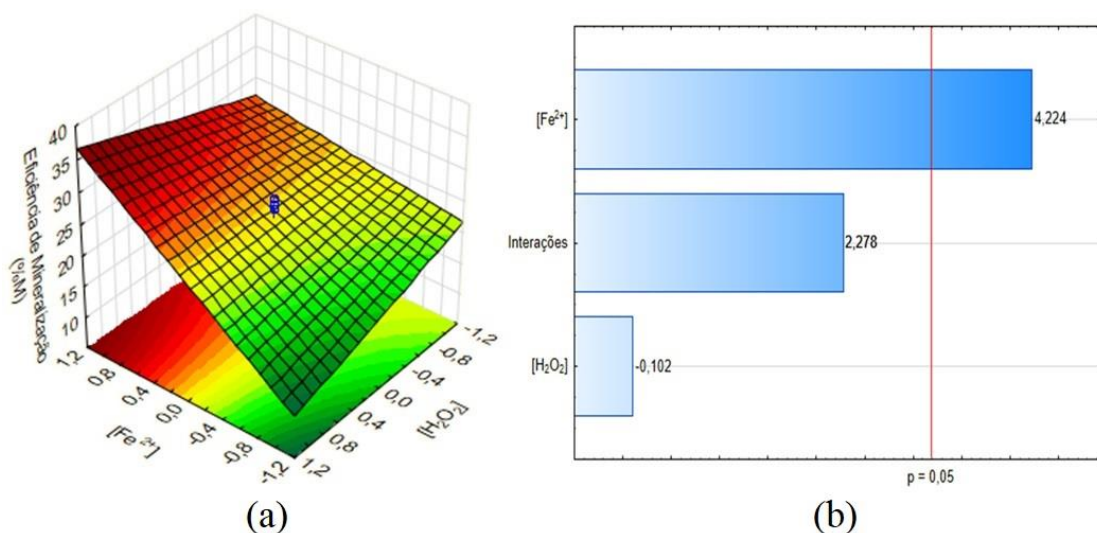 40
35
30
25
20
15
10
Eficiência de Mineralização
(%M)
1,2
0,8
0,4
0,0
-0,4
-0,8
-1,2
[Fe ²⁺]
1,2
0,8
0,4
0,0
-0,4
-0,8
-1,2
[H₂O₂]
(a)
[Fe²⁺]
4,224
Interações
2,278
[H₂O₂]
-0,102
p = 0,05
(b)